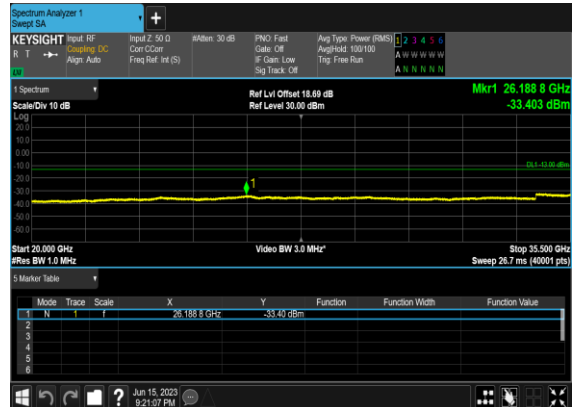 Spectrum Analyzer 1
Swept SA
+
KEYSIGHT Input: RF Input Z: 50 Ω #Atten: 30 dB PNO: Fast Avg Type: Power (RMS) 1 2 3 4 5 6
R T Coupling: DC Corr CCorr Gate: Off Avg|Hold: 100/100 A W W W W W
Align: Auto Freq Ref: Int (S) IF Gain: Low Trig: Free Run A N N N N N
Sig Track: Off
1 Spectrum Ref Lvl Offset 18.69 dB Mkr1 26.188 8 GHz
Scale/Div 10 dB Ref Level 30.00 dBm -33.403 dBm
Log
20.0
10.0
0.00
-10.0
DL1 -13.00 dBm
-20.0
1
-30.0
-40.0
-50.0
-60.0
Start 20.000 GHz Video BW 3.0 MHz* Stop 35.500 GHz
#Res BW 1.0 MHz Sweep 26.7 ms (40001 pts)
5 Marker Table
Mode Trace Scale X Y Function Function Width Function Value
1 N 1 f 26.188 8 GHz -33.40 dBm
2
3
4
5
6
? Jun 15, 2023
9:21:07 PM